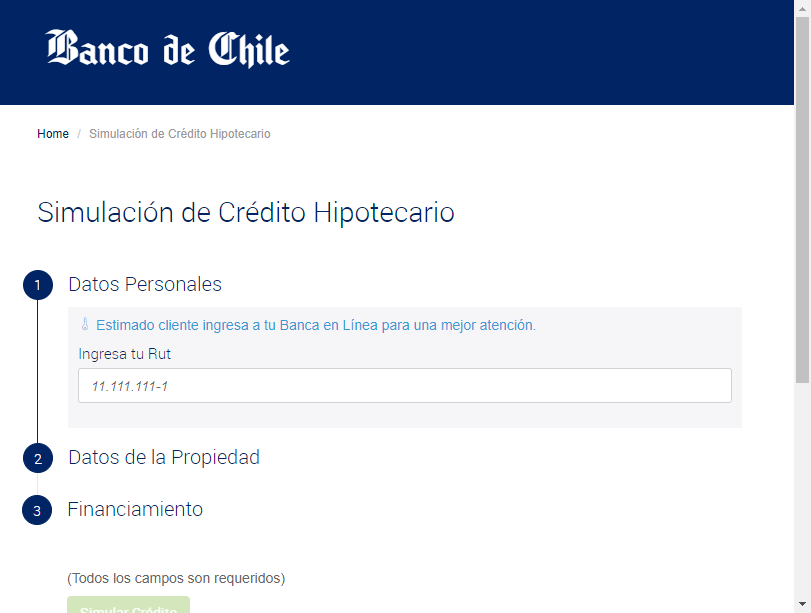 Banco de Chile
Home / Simulación de Crédito Hipotecario
Simulación de Crédito Hipotecario
1 Datos Personales
Estimado cliente ingresa a tu Banca en Línea para una mejor atención.
Ingresa tu Rut
11.111.111-1
2 Datos de la Propiedad
3 Financiamiento
(Todos los campos son requeridos)
Simular Crédito